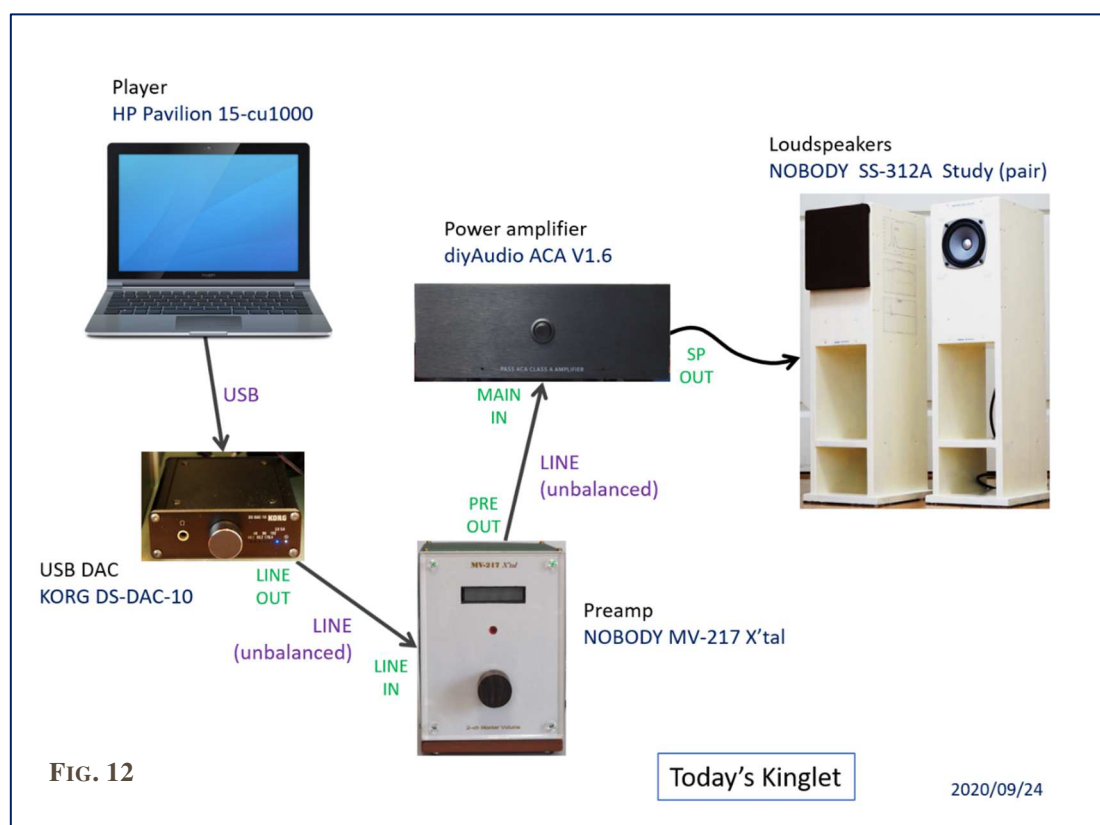 Player
HP Pavilion 15-cu1000
Loudspeakers
NOBODY SS-312A Study (pair)
Power amplifier
diyAudio ACA V1.6
PASS ACA CLASS A AMPLIFIER
SP
OUT
USB
MAIN
IN
LINE
(unbalanced)
PRE
OUT
DS-DAC-10 KORG
USB DAC
KORG DS-DAC-10
LINE
OUT
LINE
(unbalanced)
LINE
IN
MV-217 X'tal
2-ch Master Volume
Preamp
NOBODY MV-217 X'tal
FIG. 12
Today's Kinglet
2020/09/24